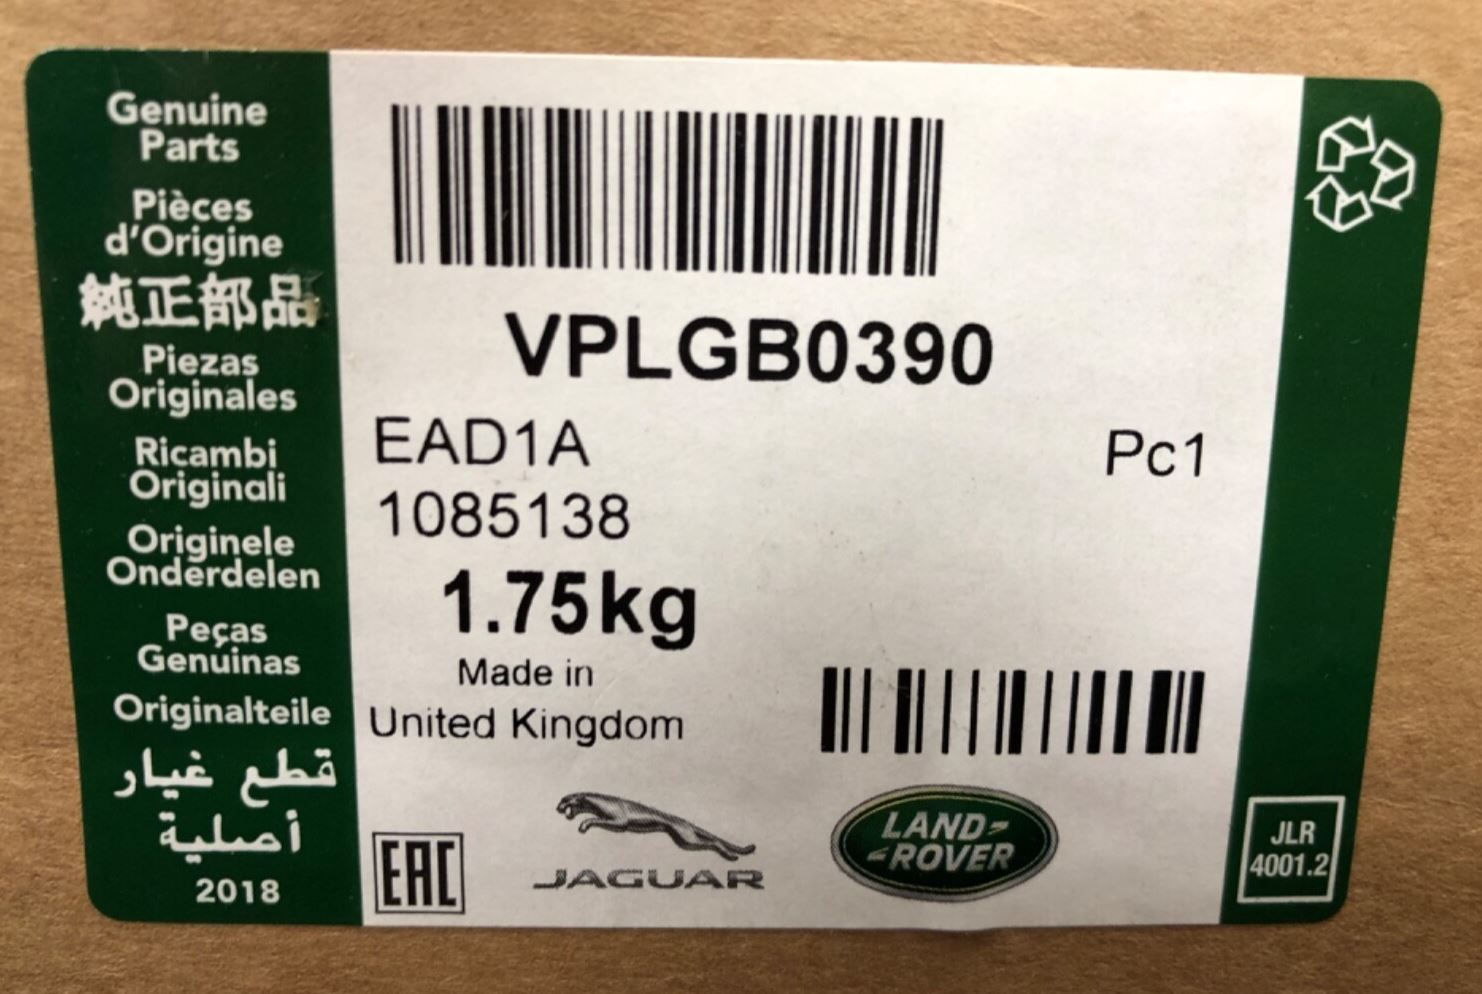 Genuine
Parts
Pièces
d'Origine
純正部品
Piezas
Originales
Ricambi
Originali
Originele
Onderdelen
Peças
Genuinas
Originalteile
قطع غيار
أصلية
2018
VPLGB0390
EAD1A
Pc1
1085138
1.75kg
Made in
United Kingdom
EAC
JAGUAR
LAND-
-ROVER
JLR
4001.2